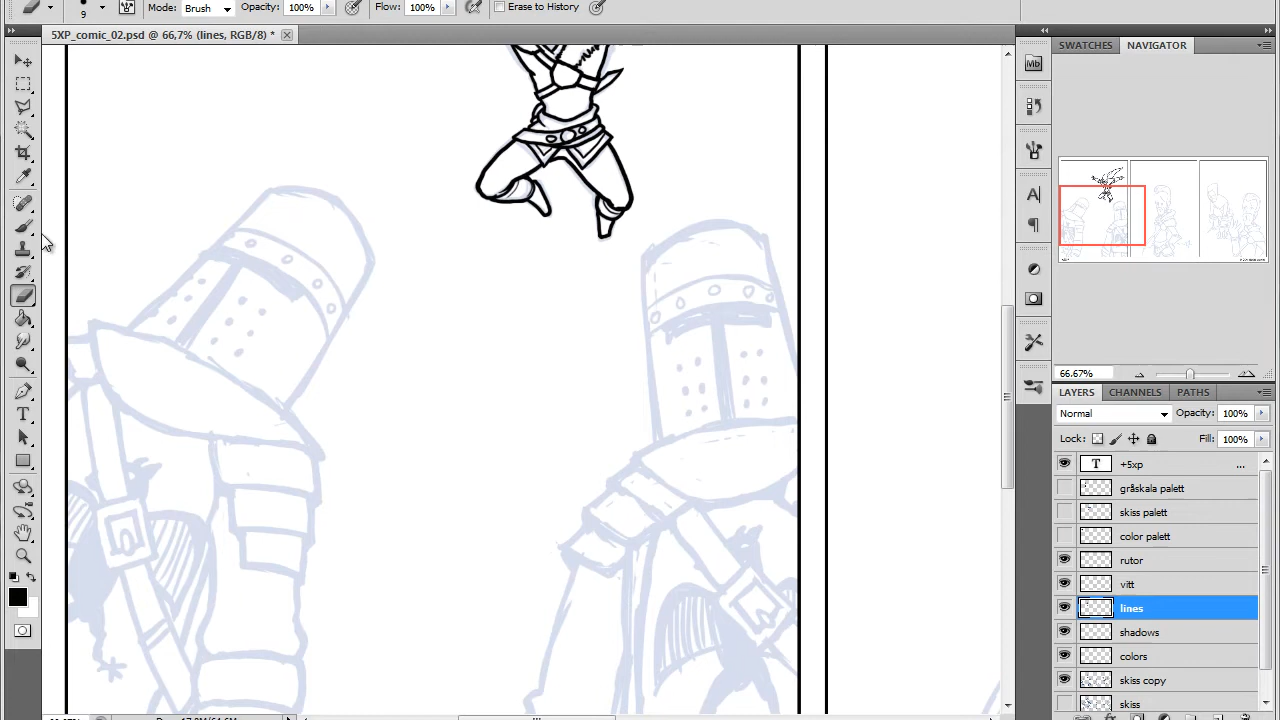 9 Mode: Brush Opacity: 100% Flow: 100% Erase to History
5XP_comic_02.psd @ 66,7% (lines, RGB/8) *
SWATCHES NAVIGATOR
66.67%
LAYERS CHANNELS PATHS
Normal Opacity: 100%
Lock: Fill: 100%
T +5xp ...
gråskala palett
skiss palett
color palett
rutor
vitt
lines
shadows
colors
skiss copy
skiss